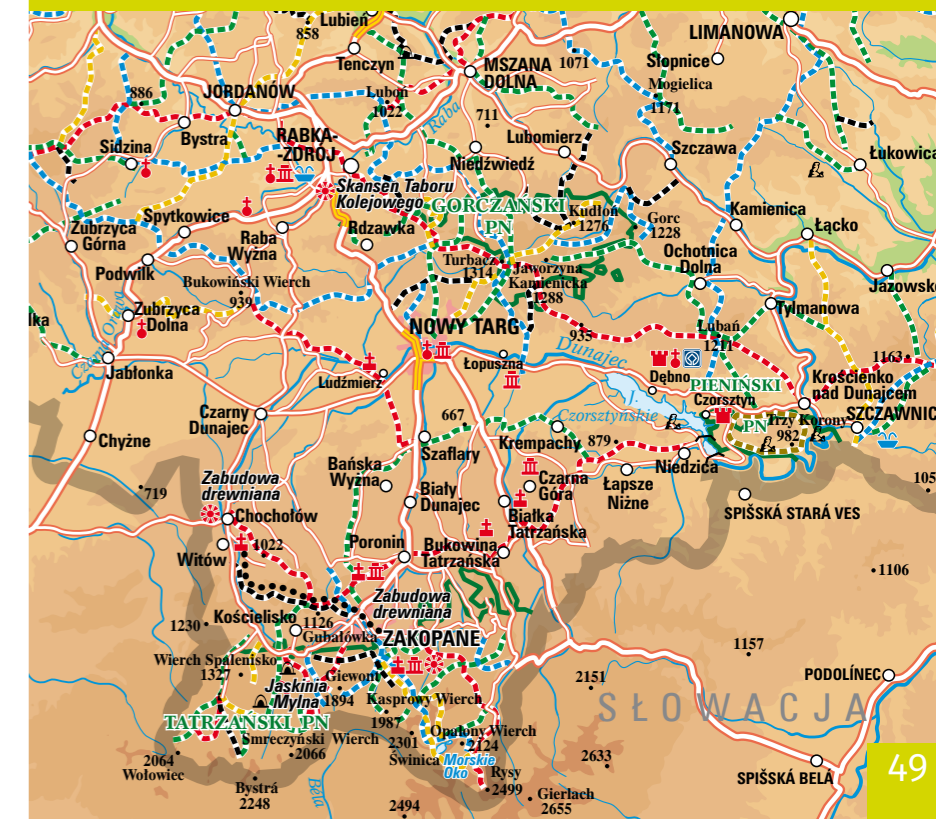 Lubień
858
LIMANOWA
Tenczyn
MSZANA
DOLNA
1071
Słopnice
Mogielica
1171
886
JORDANÓW
Luboń
1022
Raba
711
Bystra
RABKA-
-ZDRÓJ
Lubomierz
Sidzina
Niedźwiedź
Szczawa
Łukowica
Skansen Taboru
Kolejowego
GORCZAŃSKI
PN
Kudłoń
1276
Gorc
1228
Kamienica
Łącko
Spytkowice
Zubrzyca
Górna
Raba
Wyżna
Rdzawka
Ochotnica
Dolna
Podwilk
Turbacz
1314
Jaworzyna
Kamienicka
1288
Bukowiński Wierch
939
Jazowsko
Tylmanowa
Zubrzyca
Dolna
Czarna Orawa
NOWY TARG
935
Lubań
1211
Dunajec
1163
Jabłonka
Ludźmierz
Łopuszna
Dębno
PIENIŃSKI
PN
Czorsztyn
Krościenko
nad Dunajcem
Czarny
Dunajec
667
Czorsztyńskie
Trzy Korony
982
SZCZAWNIC
Chyżne
Szaflary
Krempachy
879
Niedzica
Bańska
Wyżna
Czarna
Góra
Łapsze
Niżne
Zabudowa
drewniana
719
Biały
Dunajec
Białka
Tatrzańska
SPIŠSKÁ STARÁ VES
105
Chochołów
Witów
1022
Poronin
Bukowina
Tatrzańska
1106
Zabudowa
drewniana
Kościelisko
1230
1126
Gubałówka
ZAKOPANE
1157
Wierch Spalenisko
1327
Jaskinia
Mylna
Giewont
1894
Kasprowy Wierch
1987
2151
PODOLÍNEC
SŁOWACJA
TATRZAŃSKI PN
Smreczyński Wierch
2066
2301
Świnica
Opalony Wierch
2124
Morskie
Oko
2064
Wołowiec
2633
Bystrá
2248
Bela
Rysy
2499
Gierlach
2655
2494
SPIŠSKÁ BELÁ
49